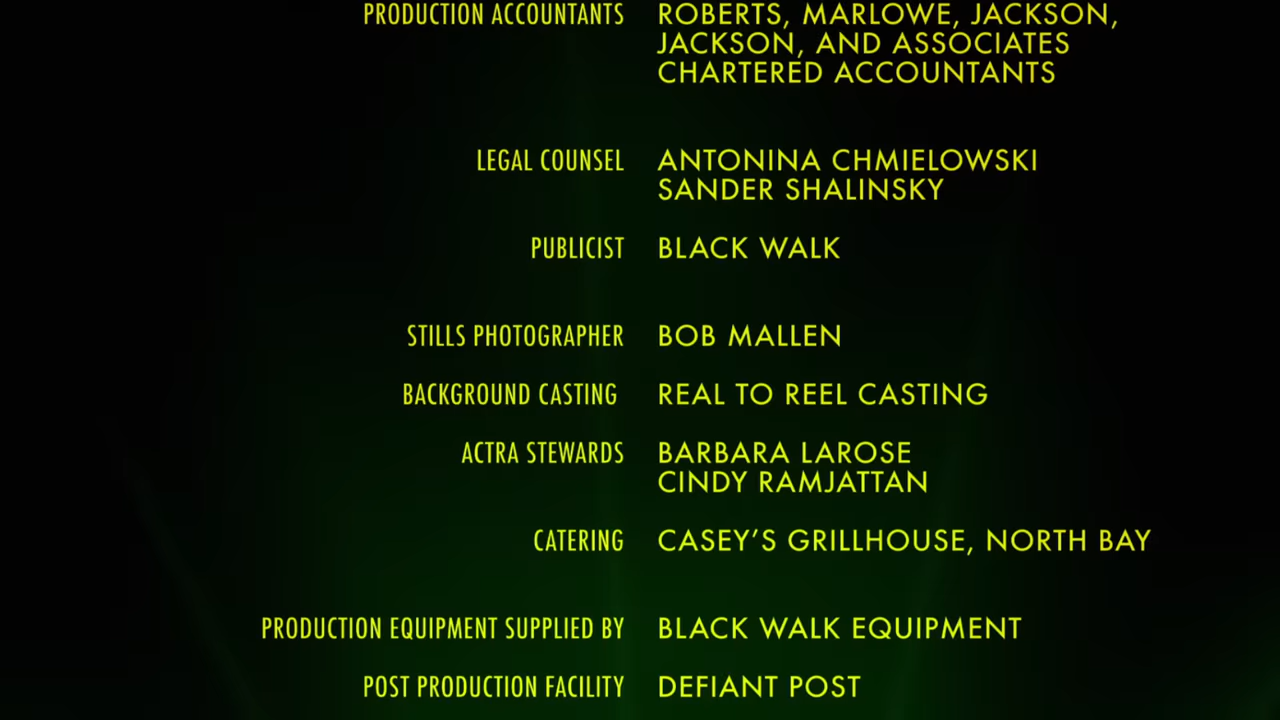 PRODUCTION ACCOUNTANTS ROBERTS, MARLOWE, JACKSON,
JACKSON, AND ASSOCIATES
CHARTERED ACCOUNTANTS
LEGAL COUNSEL ANTONINA CHMIELOWSKI
SANDER SHALINSKY
PUBLICIST BLACK WALK
STILLS PHOTOGRAPHER BOB MALLEN
BACKGROUND CASTING REAL TO REEL CASTING
ACTRA STEWARDS BARBARA LAROSE
CINDY RAMJATTAN
CATERING CASEY’S GRILLHOUSE, NORTH BAY
PRODUCTION EQUIPMENT SUPPLIED BY BLACK WALK EQUIPMENT
POST PRODUCTION FACILITY DEFIANT POST